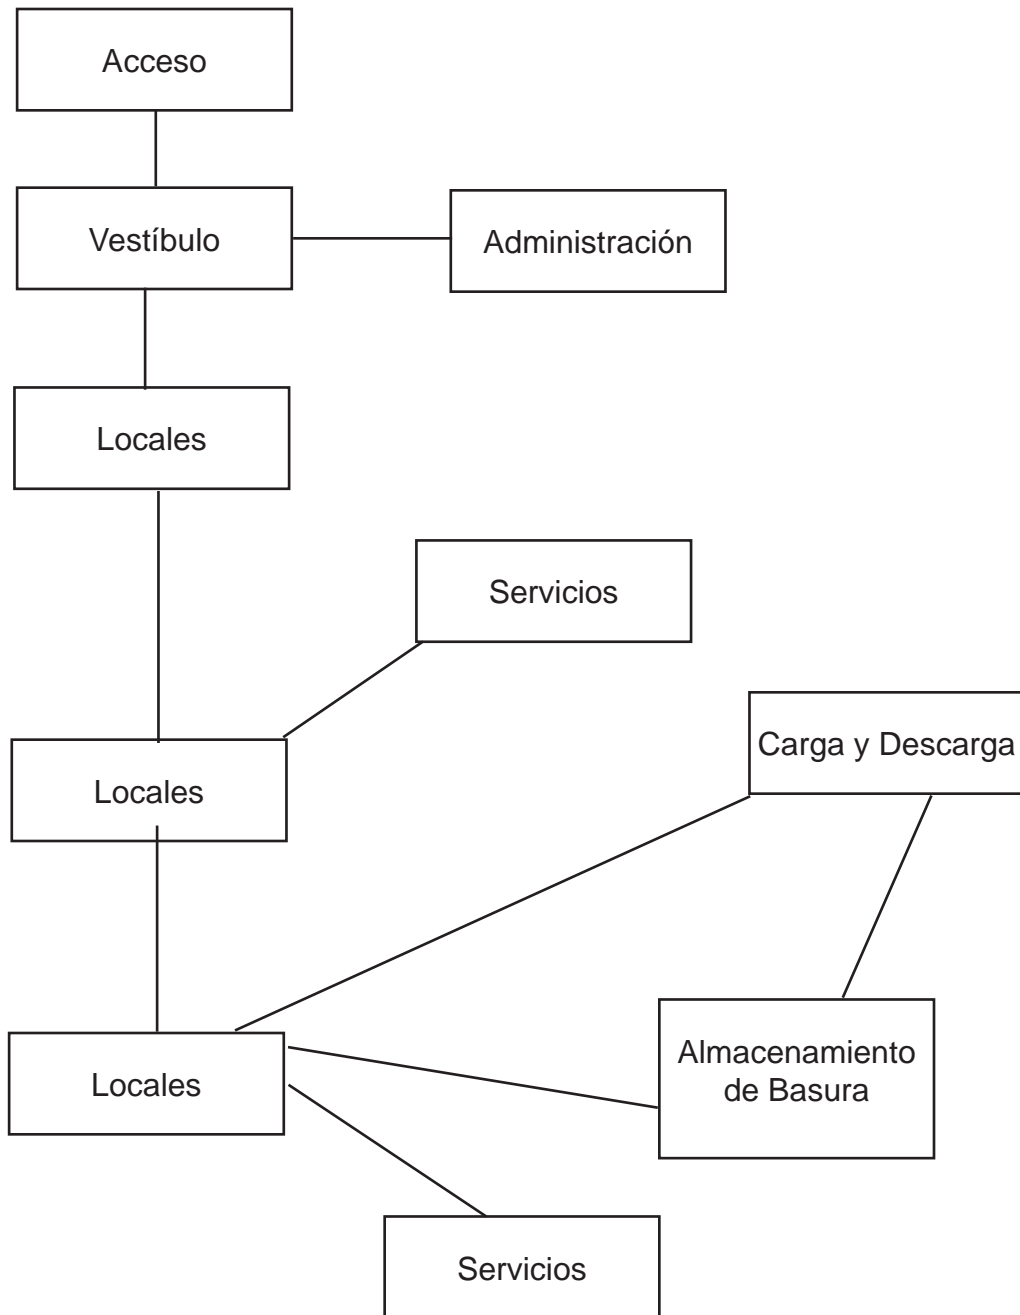 Acceso
Vestíbulo
Administración
Locales
Servicios
Carga y Descarga
Locales
Almacenamiento
de Basura
Locales
Servicios